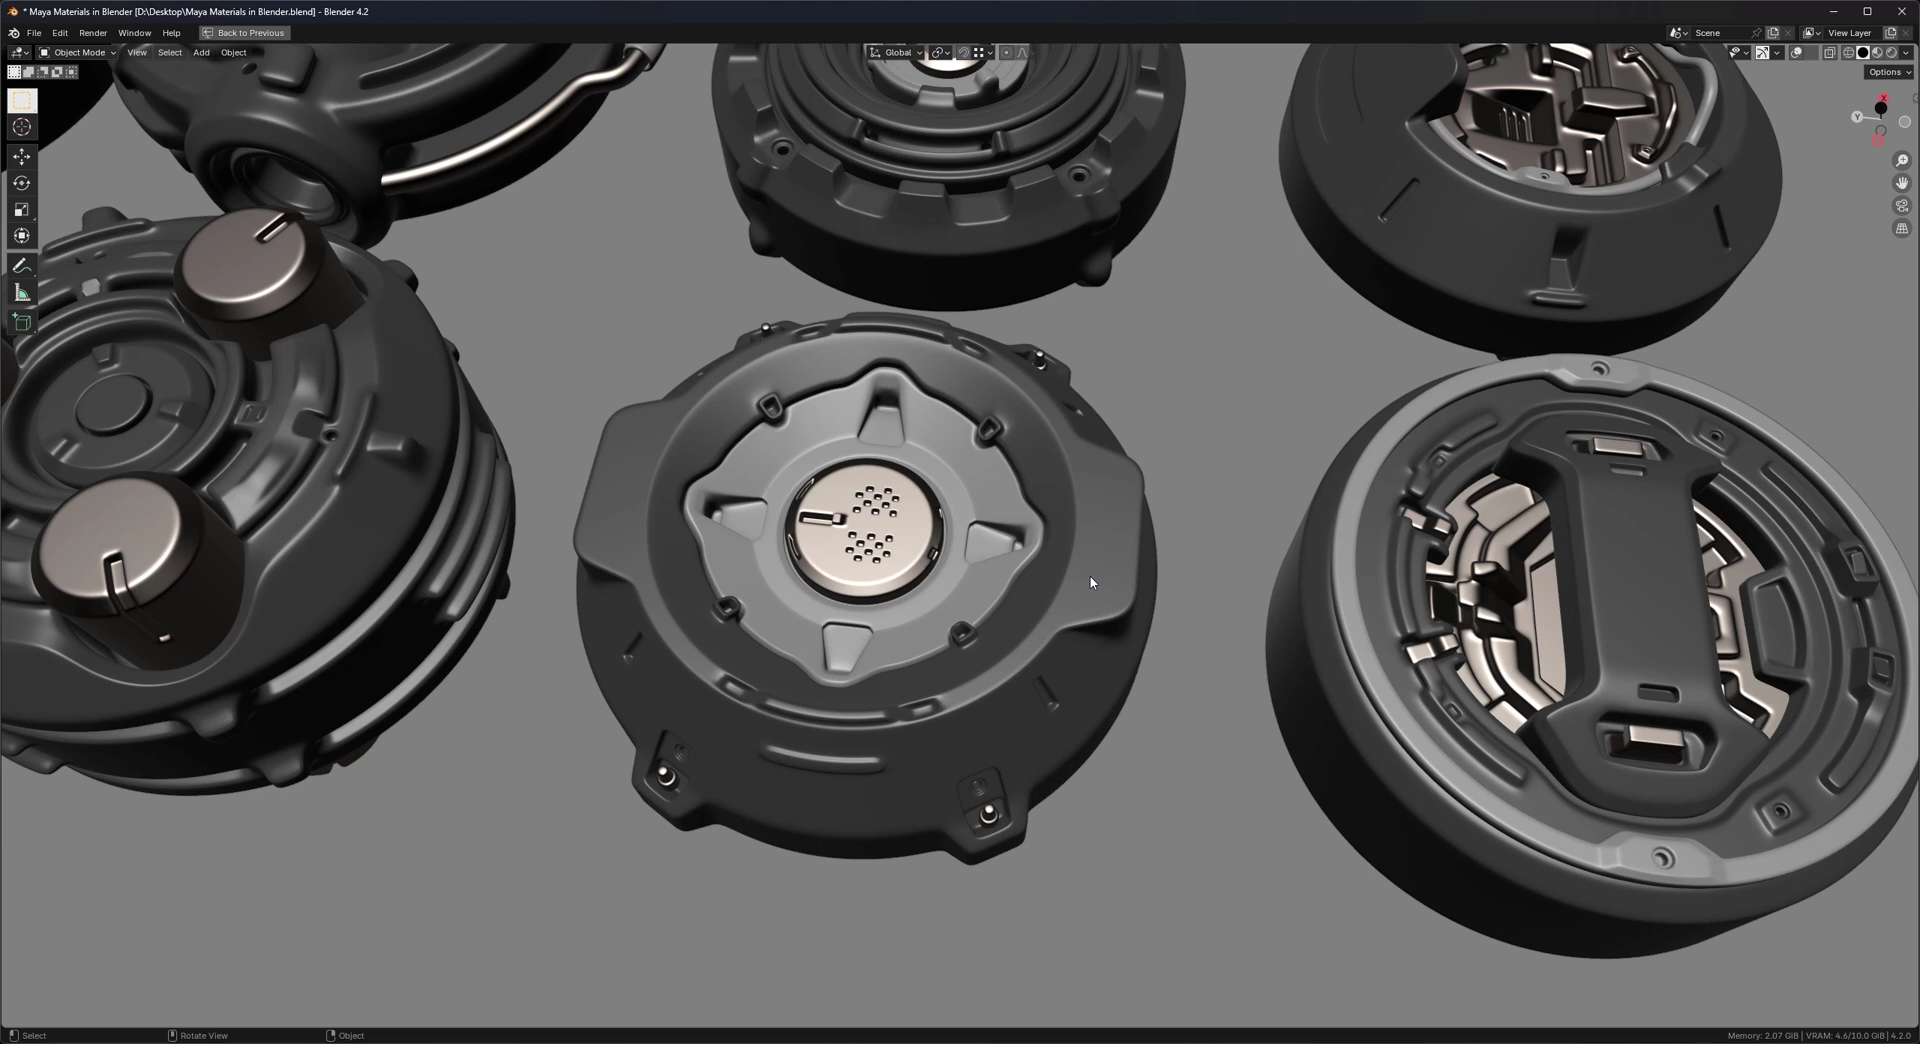 * Maya Materials in Blender [D:\Desktop\Maya Materials in Blender.blend] - Blender 4.2
File Edit Render Window Help Back to Previous Scene View Layer
Object Mode View Select Add Object Global
Options
X
Y
Select Rotate View Object Memory: 2.07 GiB | VRAM: 4.6/10.0 GiB | 4.2.0